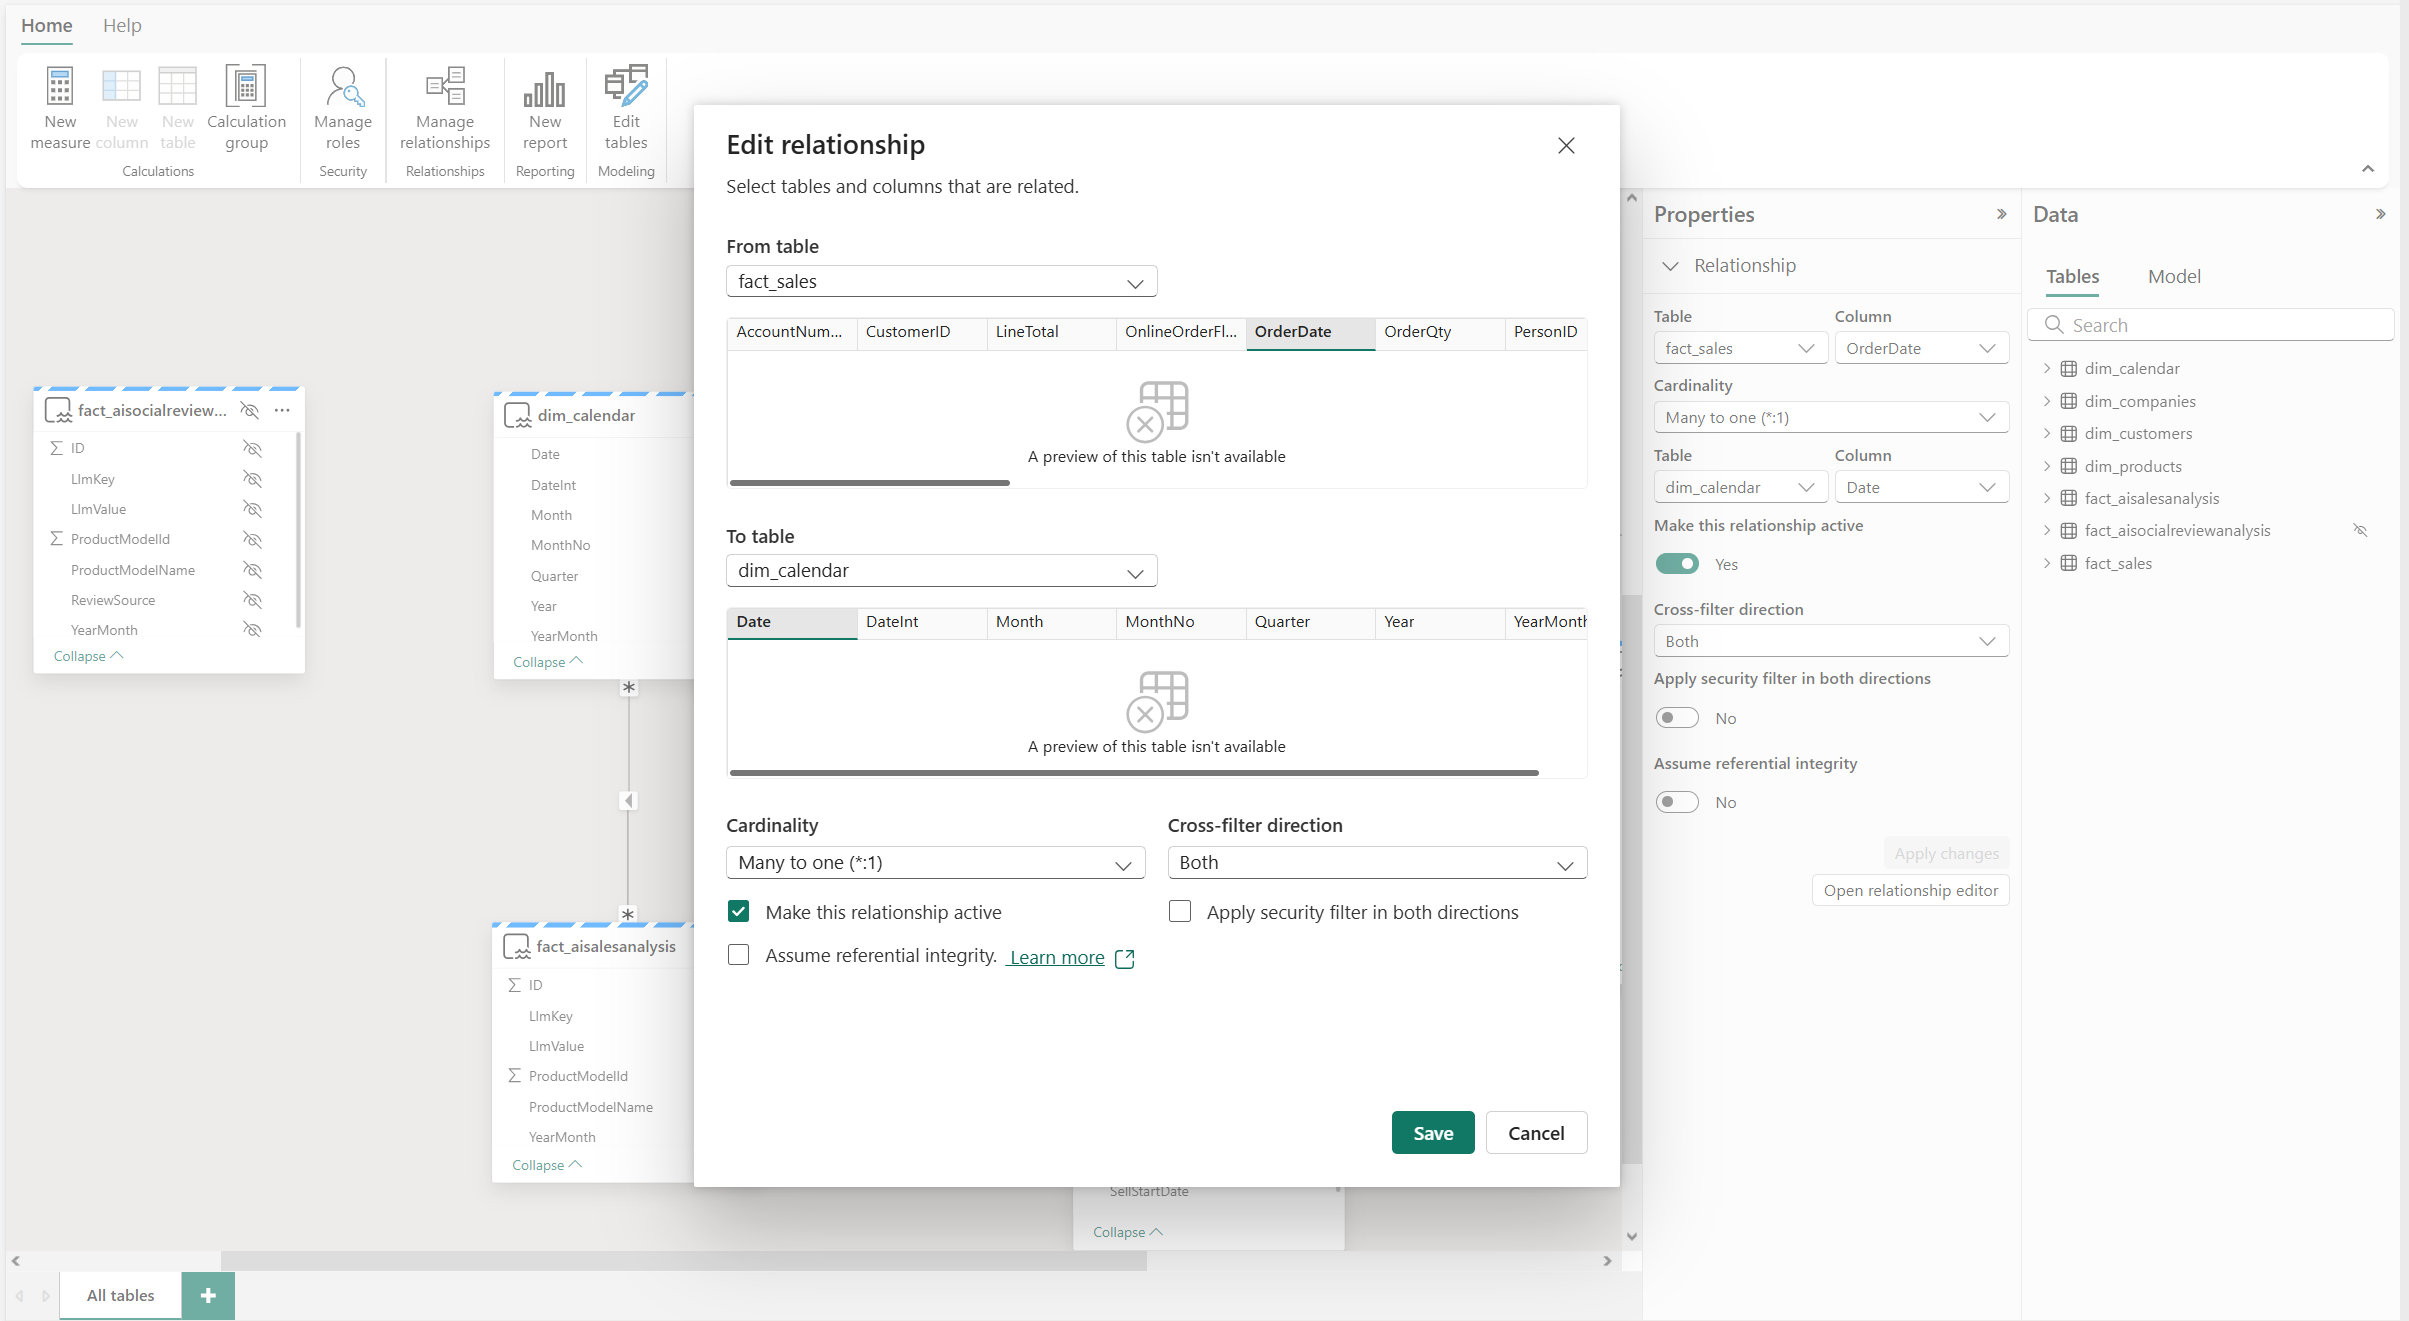 Home Help
New measure
New column
New table
Calculation group
Calculations
Manage roles
Security
Manage relationships
Relationships
New report
Reporting
Edit tables
Modeling
fact_aisocialreview...
ID
LlmKey
LlmValue
ProductModelId
ProductModelName
ReviewSource
YearMonth
Collapse
dim_calendar
Date
DateInt
Month
MonthNo
Quarter
Year
YearMonth
Collapse
fact_aisalesanalysis
ID
LlmKey
LlmValue
ProductModelId
ProductModelName
YearMonth
Collapse
SellStartDate
Collapse
All tables
Edit relationship
Select tables and columns that are related.
From table
fact_sales
AccountNum... CustomerID LineTotal OnlineOrderFl... OrderDate OrderQty PersonID
A preview of this table isn't available
To table
dim_calendar
Date DateInt Month MonthNo Quarter Year YearMonth
A preview of this table isn't available
Cardinality
Many to one (*:1)
Cross-filter direction
Both
Make this relationship active
Apply security filter in both directions
Assume referential integrity. Learn more
Save Cancel
Properties
Relationship
Table Column
fact_sales OrderDate
Cardinality
Many to one (*:1)
Table Column
dim_calendar Date
Make this relationship active
Yes
Cross-filter direction
Both
Apply security filter in both directions
No
Assume referential integrity
No
Apply changes
Open relationship editor
Data
Tables Model
Search
dim_calendar
dim_companies
dim_customers
dim_products
fact_aisalesanalysis
fact_aisocialreviewanalysis
fact_sales